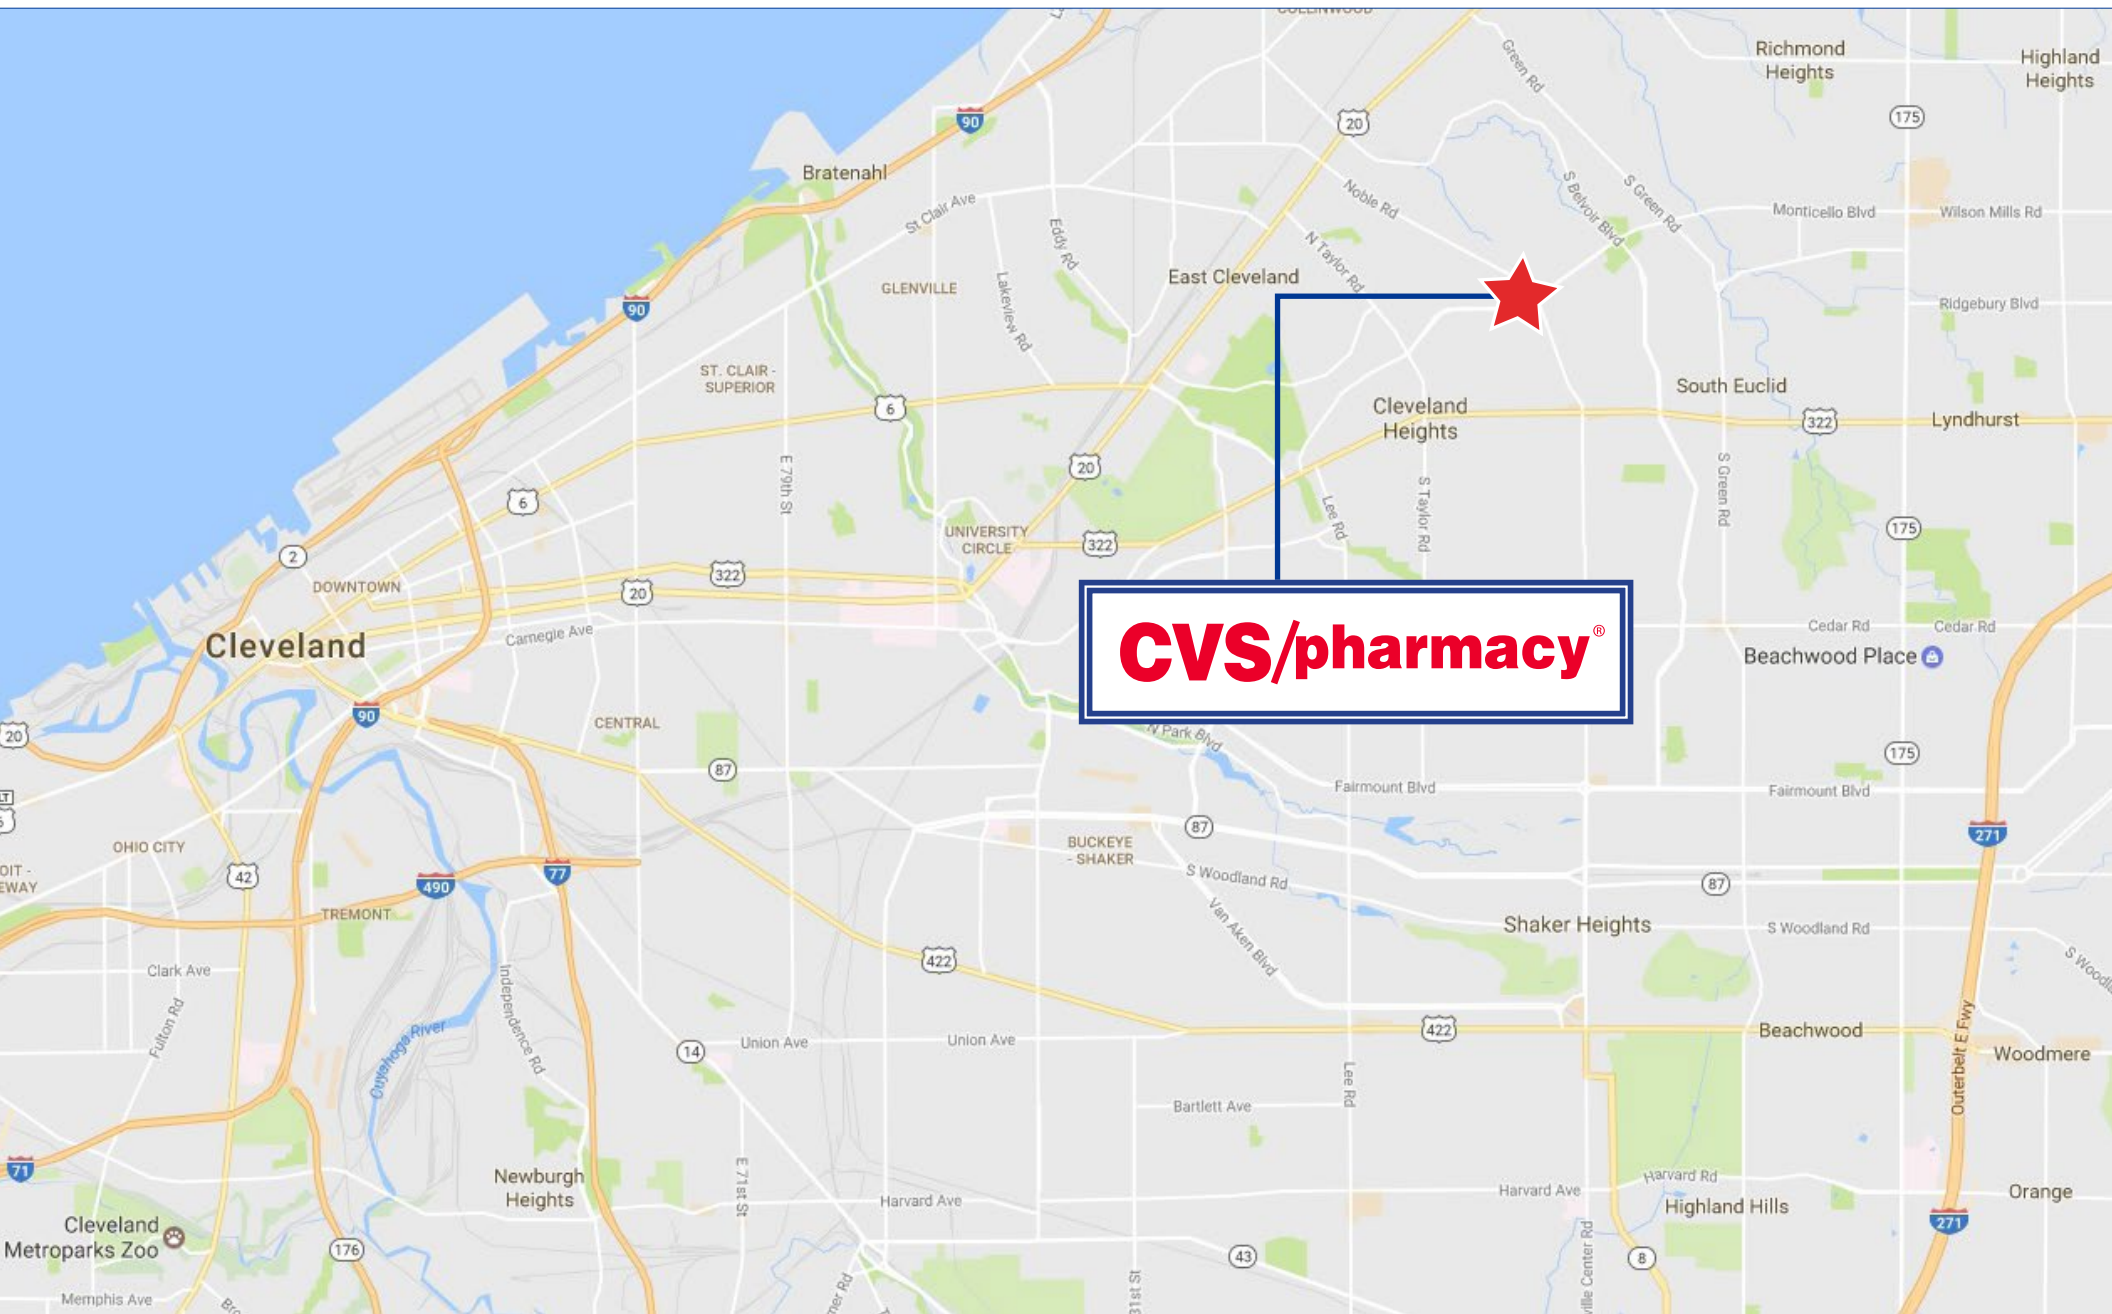 COLLINWOOD
Green Rd
Richmond
Heights
Highland
Heights
90
20
175
Bratenahl
St Clair Ave
Eddy Rd
Noble Rd
S Belvoir Blvd
S Green Rd
Monticello Blvd
Wilson Mills Rd
N Taylor Rd
East Cleveland
GLENVILLE
Lakeview Rd
90
Ridgebury Blvd
ST. CLAIR -
SUPERIOR
6
Cleveland
Heights
South Euclid
322
Lyndhurst
E 79th St
20
6
Lee Rd
S Taylor Rd
S Green Rd
UNIVERSITY
CIRCLE
322
175
2
DOWNTOWN
322
20
Cleveland
Carnegie Ave
CVS/pharmacy®
Cedar Rd
Cedar Rd
Beachwood Place
90
20
CENTRAL
N Park Blvd
87
175
Fairmount Blvd
Fairmount Blvd
OHIO CITY
BUCKEYE
- SHAKER
87
271
42
490
77
S Woodland Rd
87
TREMONT
Van Aken Blvd
Shaker Heights
S Woodland Rd
S Woodl
422
Clark Ave
Fulton Rd
Independence Rd
Cuyahoga River
14
Union Ave
Union Ave
422
Beachwood
Outerbelt E Fwy
Woodmere
Lee Rd
Bartlett Ave
71
Newburgh
Heights
E 71st St
Harvard Ave
Harvard Ave
Harvard Rd
Highland Hills
Orange
Cleveland
Metroparks Zoo
176
43
8
271
Memphis Ave